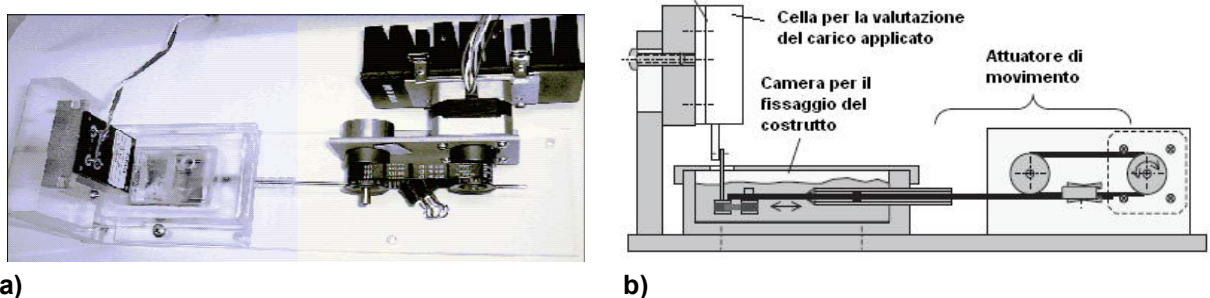 Cella per la valutazione
del carico applicato
Attuatore di
movimento
Camera per il
fissaggio del
costrutto
a)
b)